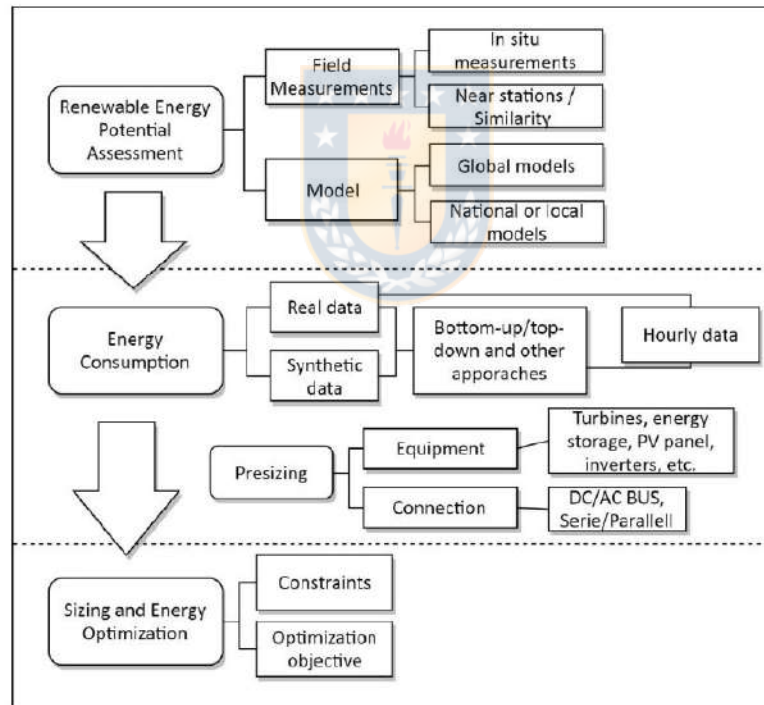 In situ
measurements
Field
Measurements
Near stations /
Similarity
Renewable Energy
Potential
Assessment
Global models
Model
National or local
models
Energy
Consumption
Real data
Synthetic
data
Bottom-up/top-
down and other
apporaches
Hourly data
Presizing
Equipment
Turbines, energy
storage, PV panel,
inverters, etc.
Connection
DC/AC BUS,
Serie/Parallell
Sizing and Energy
Optimization
Constraints
Optimization
objective